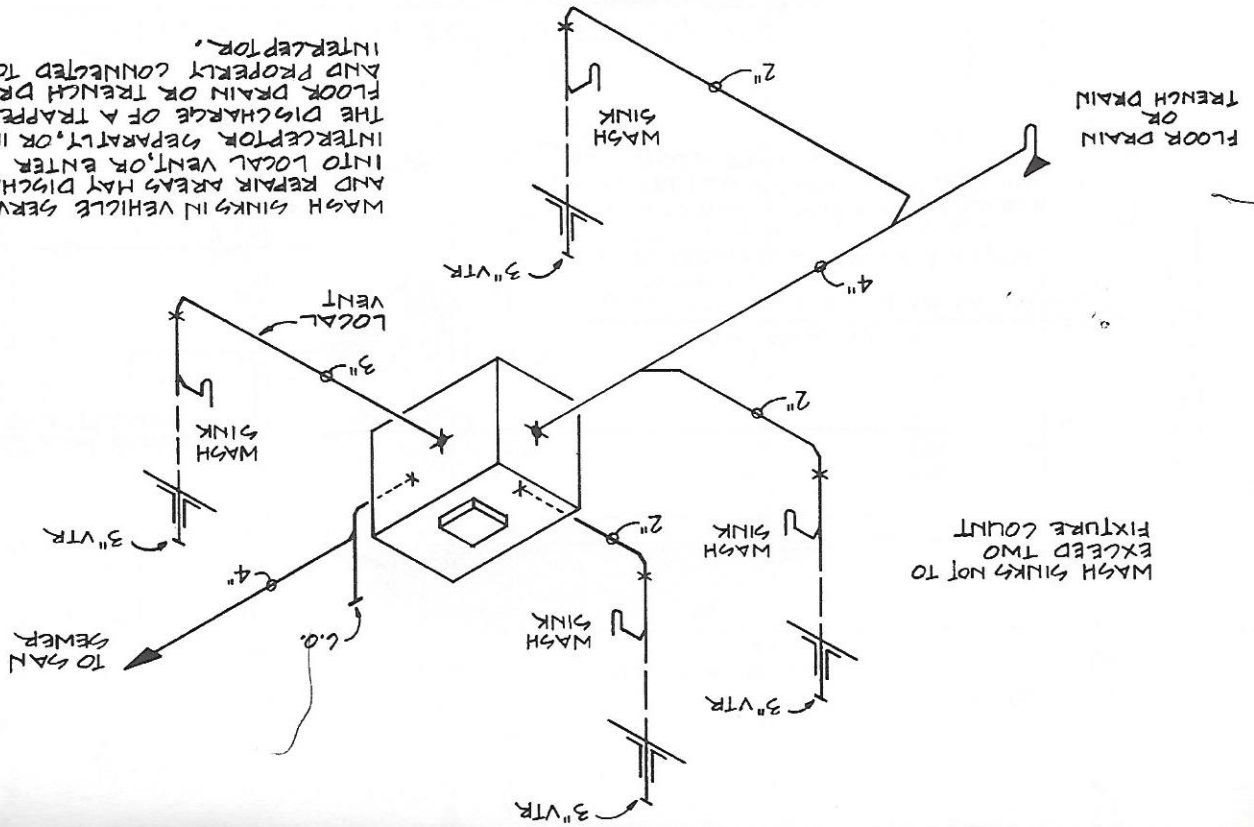 3" VTR
3" VTR
WASH
SINK
TO SAN
SEWER
C.O.
4"
WASH SINKS NOT TO
EXCEED TWO
FIXTURE COUNT
WASH
SINK
2"
3" VTR
WASH
SINK
2"
3"
LOCAL
VENT
4"
3" VTR
WASH
SINK
2"
FLOOR DRAIN
OR
TRENCH DRAIN
WASH SINKS IN VEHICLE SERV
AND REPAIR AREAS MAY DISCH
INTO LOCAL VENT, OR ENTER
INTERCEPTOR SEPARATLY, OR I
THE DISCHARGE OF A TRAPPE
FLOOR DRAIN OR TRENCH DR
AND PROPERLY CONNECTED TO
INTERCEPTOR.